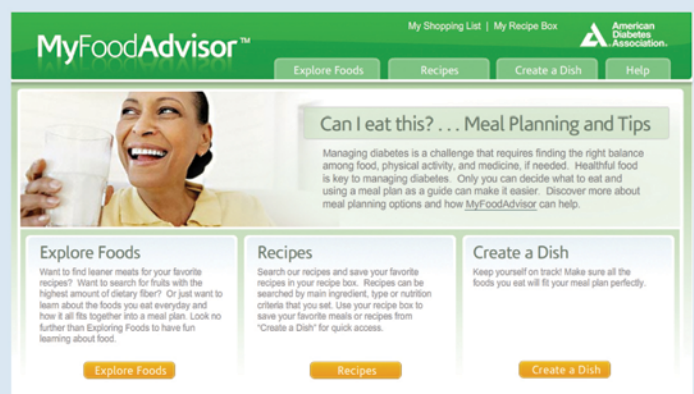 My Shopping List | My Recipe Box
American
Diabetes
Association.
MyFoodAdvisor™
Explore Foods
Recipes
Create a Dish
Help
Can I eat this? . . . Meal Planning and Tips
Managing diabetes is a challenge that requires finding the right balance
among food, physical activity, and medicine, if needed. Healthful food
is key to managing diabetes. Only you can decide what to eat and
using a meal plan as a guide can make it easier. Discover more about
meal planning options and how MyFoodAdvisor can help.
Explore Foods
Want to find leaner meats for your favorite
recipes? Want to search for fruits with the
highest amount of dietary fiber? Or just want to
learn about the foods you eat everyday and
how it all fits together into a meal plan. Look no
further than Exploring Foods to have fun
learning about food.
Explore Foods
Recipes
Search our recipes and save your favorite
recipes in your recipe box. Recipes can be
searched by main ingredient, type or nutrition
criteria that you set. Use your recipe box to
save your favorite meals or recipes from
"Create a Dish" for quick access.
Recipes
Create a Dish
Keep yourself on track! Make sure all the
foods you eat will fit your meal plan perfectly.
Create a Dish